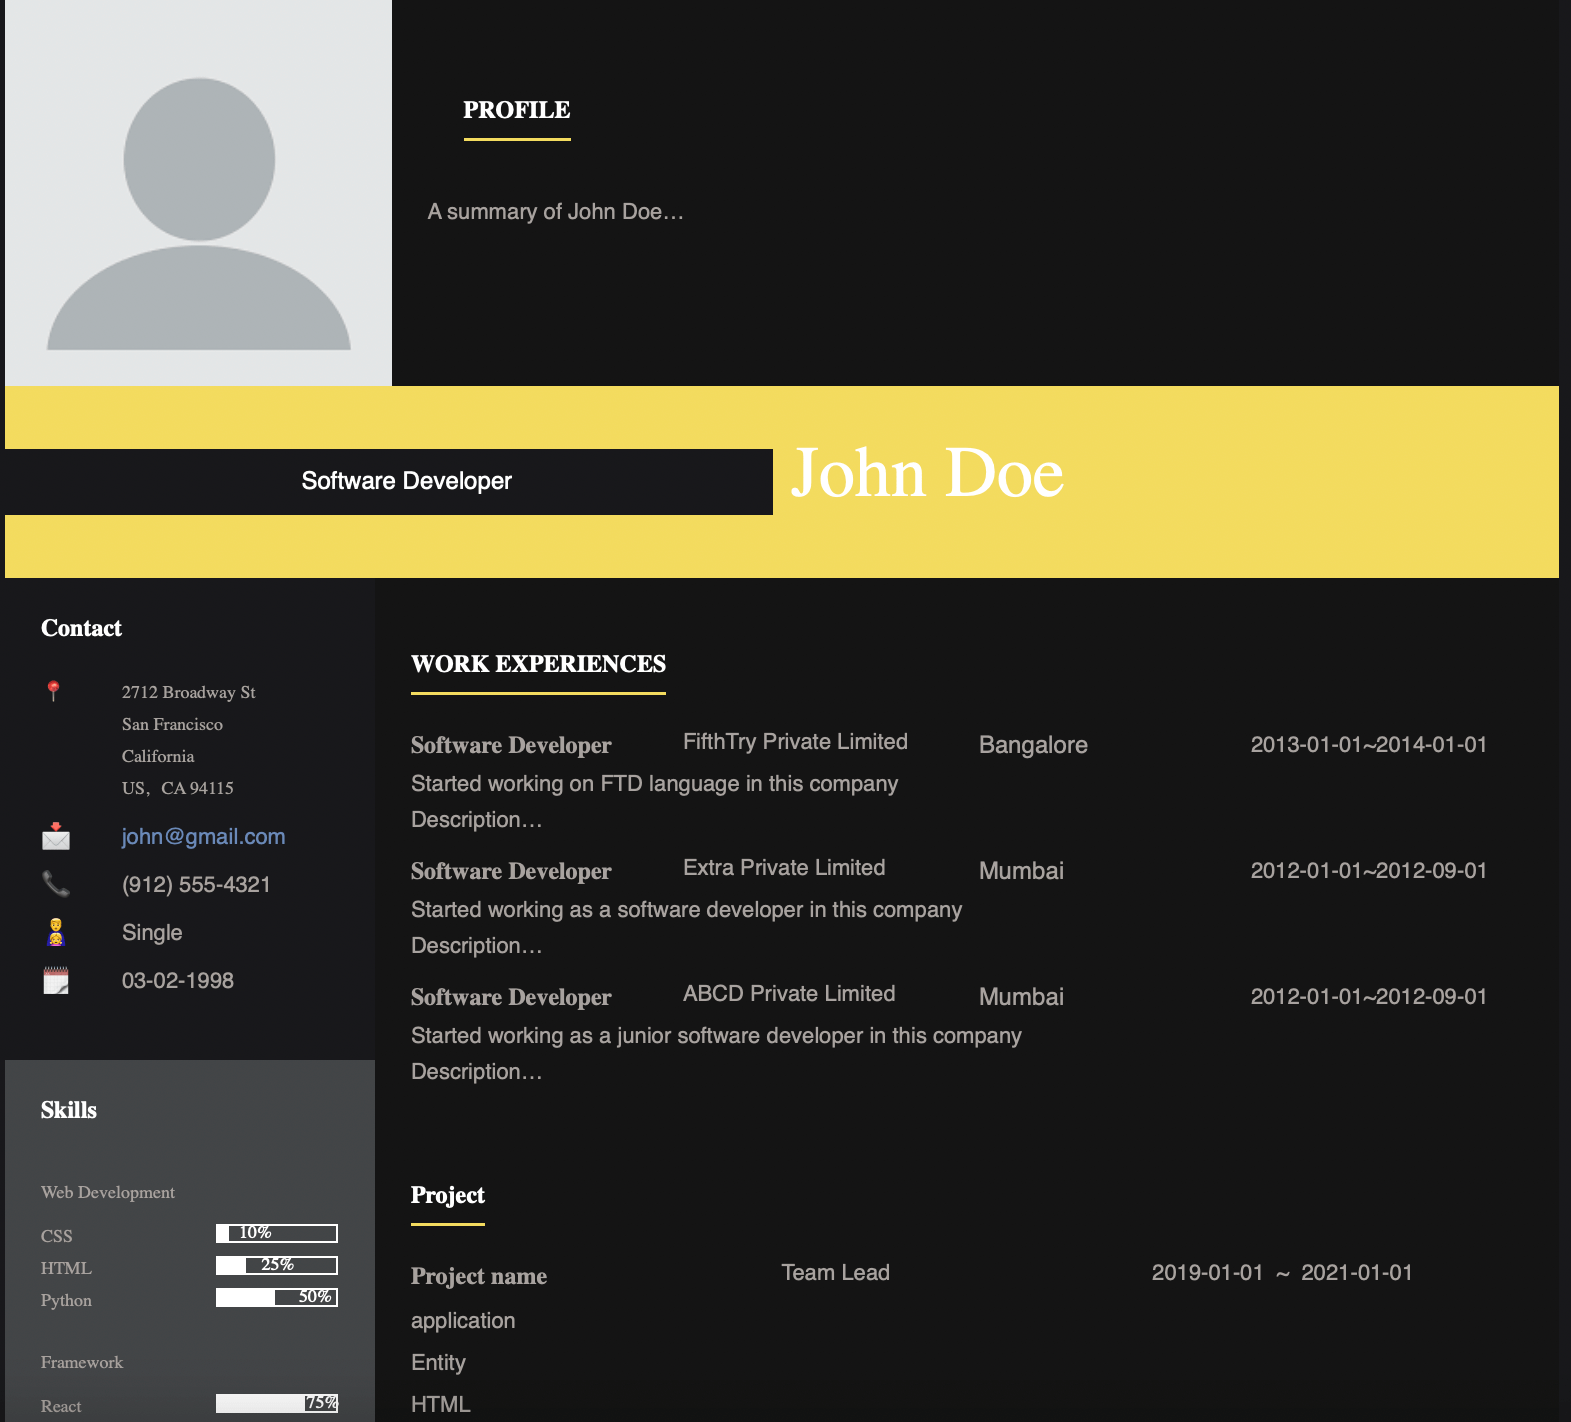 PROFILE
A summary of John Doe...
Software Developer
John Doe
Contact
2712 Broadway St
San Francisco
California
US, CA 94115
john@gmail.com
(912) 555-4321
Single
03-02-1998
Skills
Web Development
CSS 10%
HTML 25%
Python 50%
Framework
React 75%
WORK EXPERIENCES
Software Developer FifthTry Private Limited Bangalore 2013-01-01~2014-01-01
Started working on FTD language in this company
Description...
Software Developer Extra Private Limited Mumbai 2012-01-01~2012-09-01
Started working as a software developer in this company
Description...
Software Developer ABCD Private Limited Mumbai 2012-01-01~2012-09-01
Started working as a junior software developer in this company
Description...
Project
Project name Team Lead 2019-01-01 ~ 2021-01-01
application
Entity
HTML